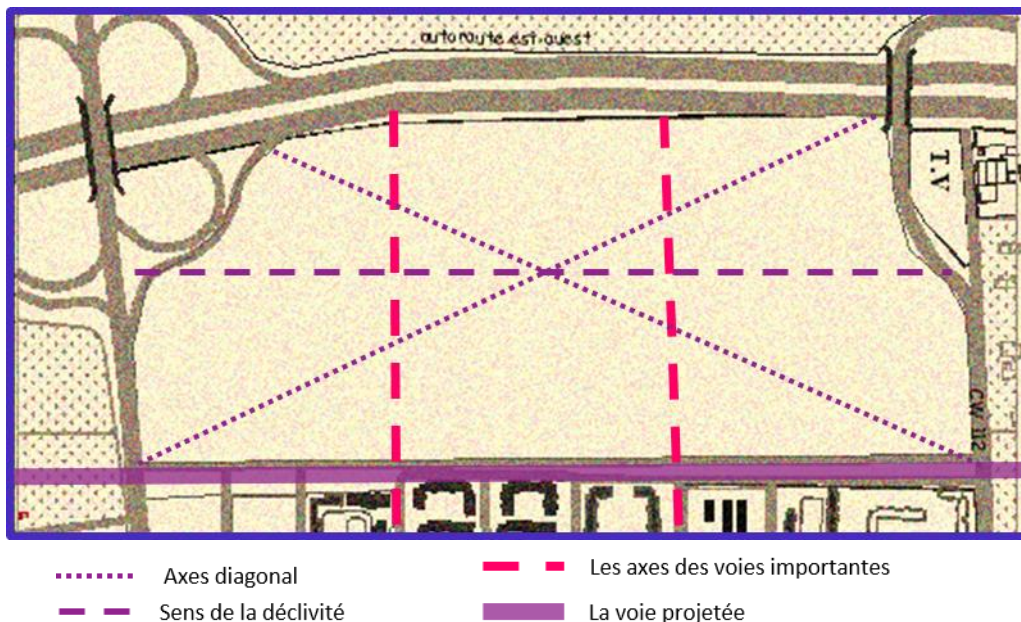 autoroute est-ouest
T.V
CW 112
Axes diagonal
Les axes des voies importantes
Sens de la déclivité
La voie projetée